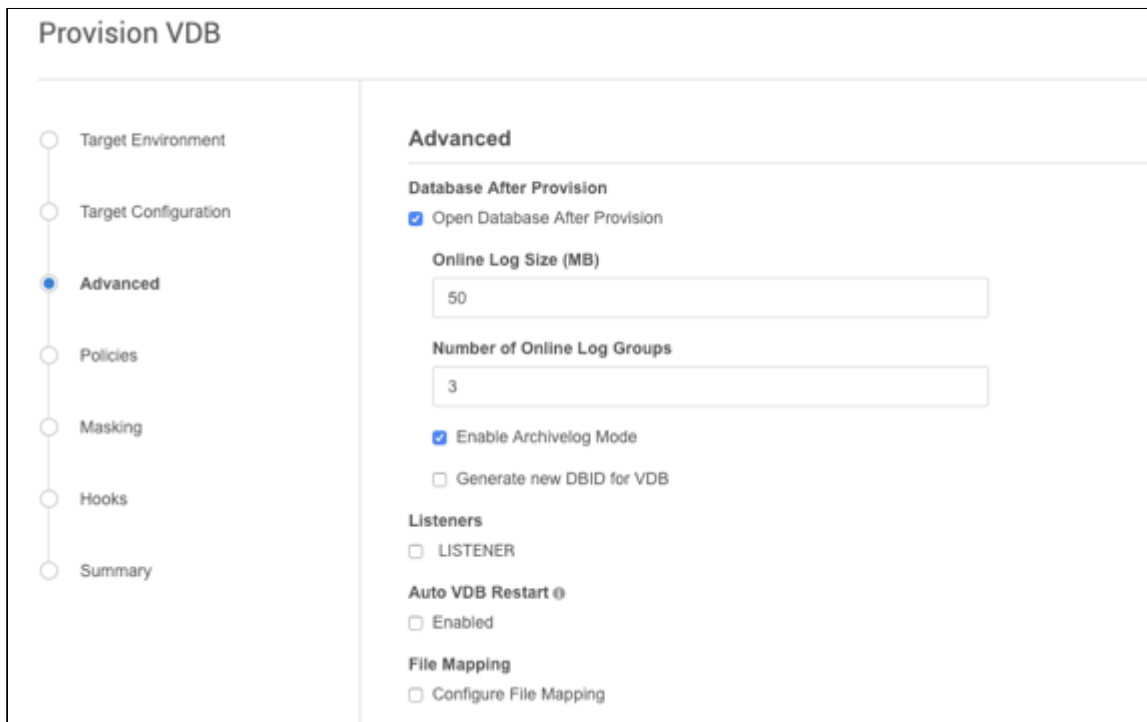 Provision VDB
Target Environment
Target Configuration
Advanced
Policies
Masking
Hooks
Summary
Advanced
Database After Provision
Open Database After Provision
Online Log Size (MB)
50
Number of Online Log Groups
3
Enable Archivelog Mode
Generate new DBID for VDB
Listeners
LISTENER
Auto VDB Restart
Enabled
File Mapping
Configure File Mapping